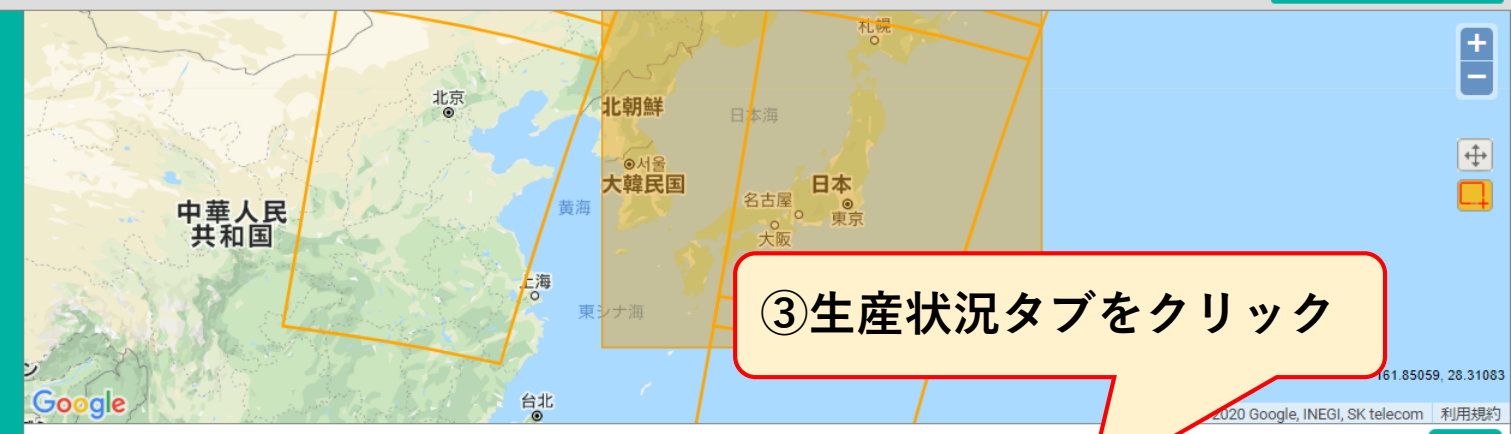 札幌
北京
北朝鮮
日本海
서울
大韓民国
日本
名古屋
東京
大阪
中華人民
共和国
黄海
上海
東シナ海
③生産状況タブをクリック
161.85059, 28.31083
台北
Google
2020 Google, INEGI, SK telecom 利用規約